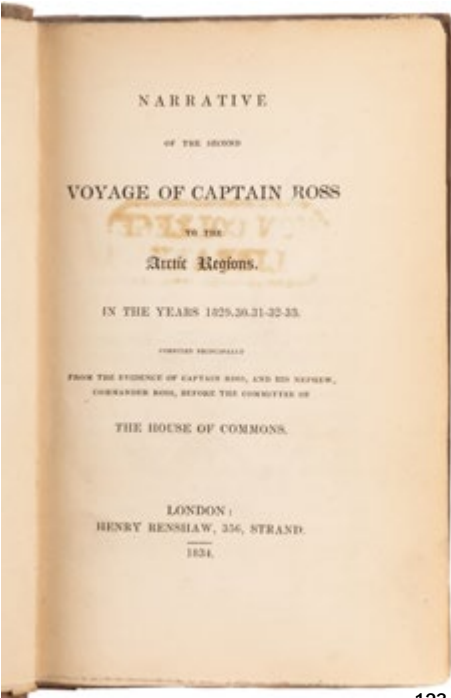 NARRATIVE
OF THE SECOND
VOYAGE OF CAPTAIN ROSS
TO THE
Arctic Regions.
IN THE YEARS 1829-30-31-32-33.
COMPILED PRINCIPALLY
FROM THE EVIDENCE OF CAPTAIN ROSS, AND HIS NEPHEW,
COMMANDER ROSS, BEFORE THE COMMITTEE OF
THE HOUSE OF COMMONS.
LONDON:
HENRY RENSHAW, 356, STRAND.
1834.